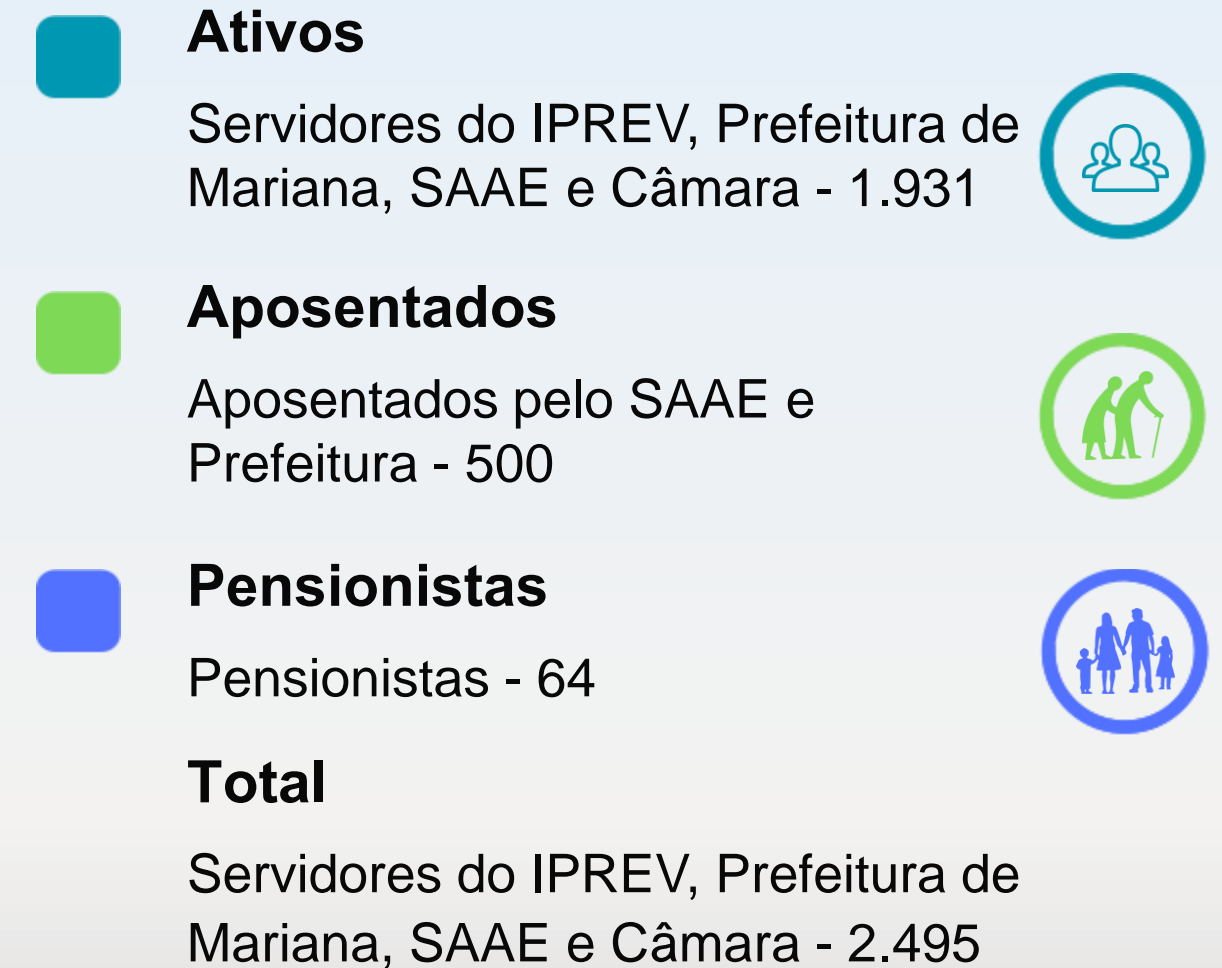 Ativos
Servidores do IPREV, Prefeitura de
Mariana, SAAE e Câmara - 1.931
Aposentados
Aposentados pelo SAAE e
Prefeitura - 500
Pensionistas
Pensionistas - 64
Total
Servidores do IPREV, Prefeitura de
Mariana, SAAE e Câmara - 2.495